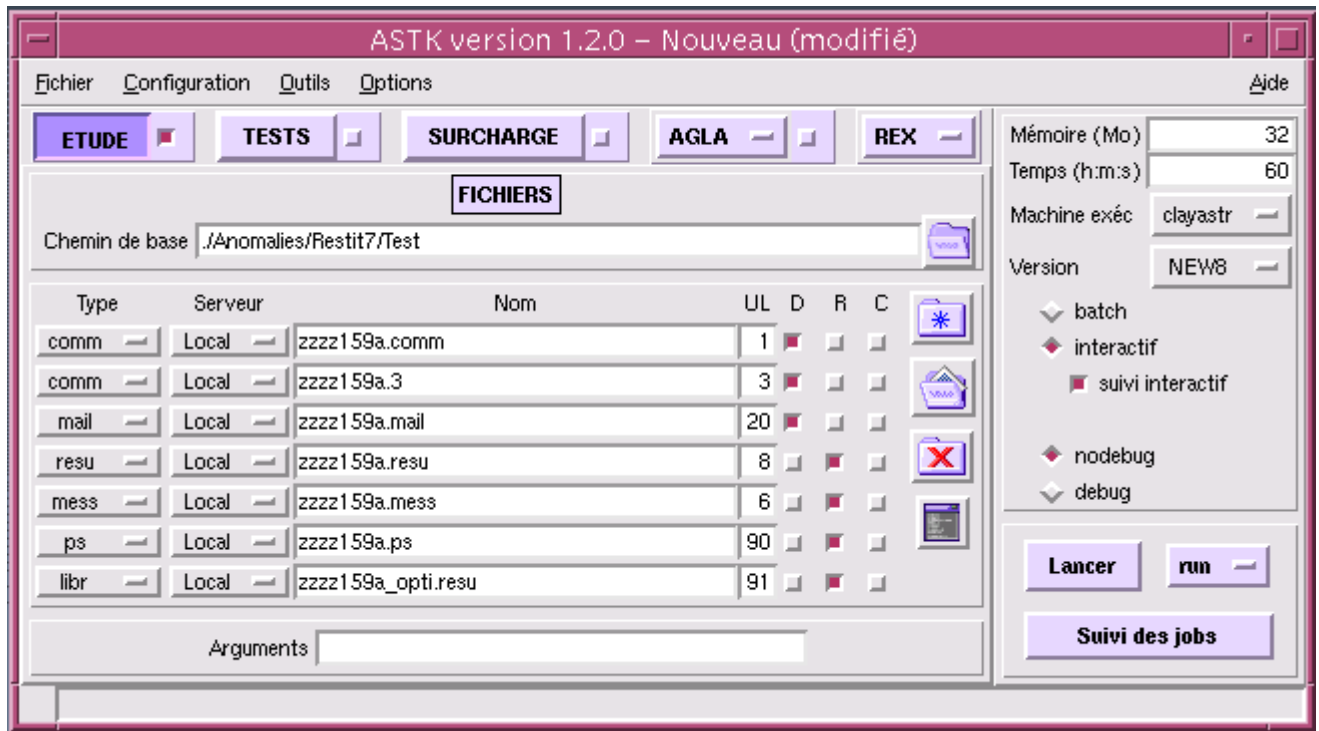 ASTK version 1.2.0 – Nouveau (modifié)
Fichier Configuration Outils Options Aide
ETUDE TESTS SURCHARGE AGLA REX
FICHIERS
Chemin de base ./Anomalies/Restit7/Test
Type Serveur Nom UL D R C
comm Local zzzz159a.comm 1
comm Local zzzz159a.3 3
mail Local zzzz159a.mail 20
resu Local zzzz159a.resu 8
mess Local zzzz159a.mess 6
ps Local zzzz159a.ps 90
libr Local zzzz159a_opti.resu 91
Arguments
Mémoire (Mo) 32
Temps (h:m:s) 60
Machine exéc clayastr
Version NEW8
batch
interactif
suivi interactif
nodebug
debug
Lancer run
Suivi des jobs